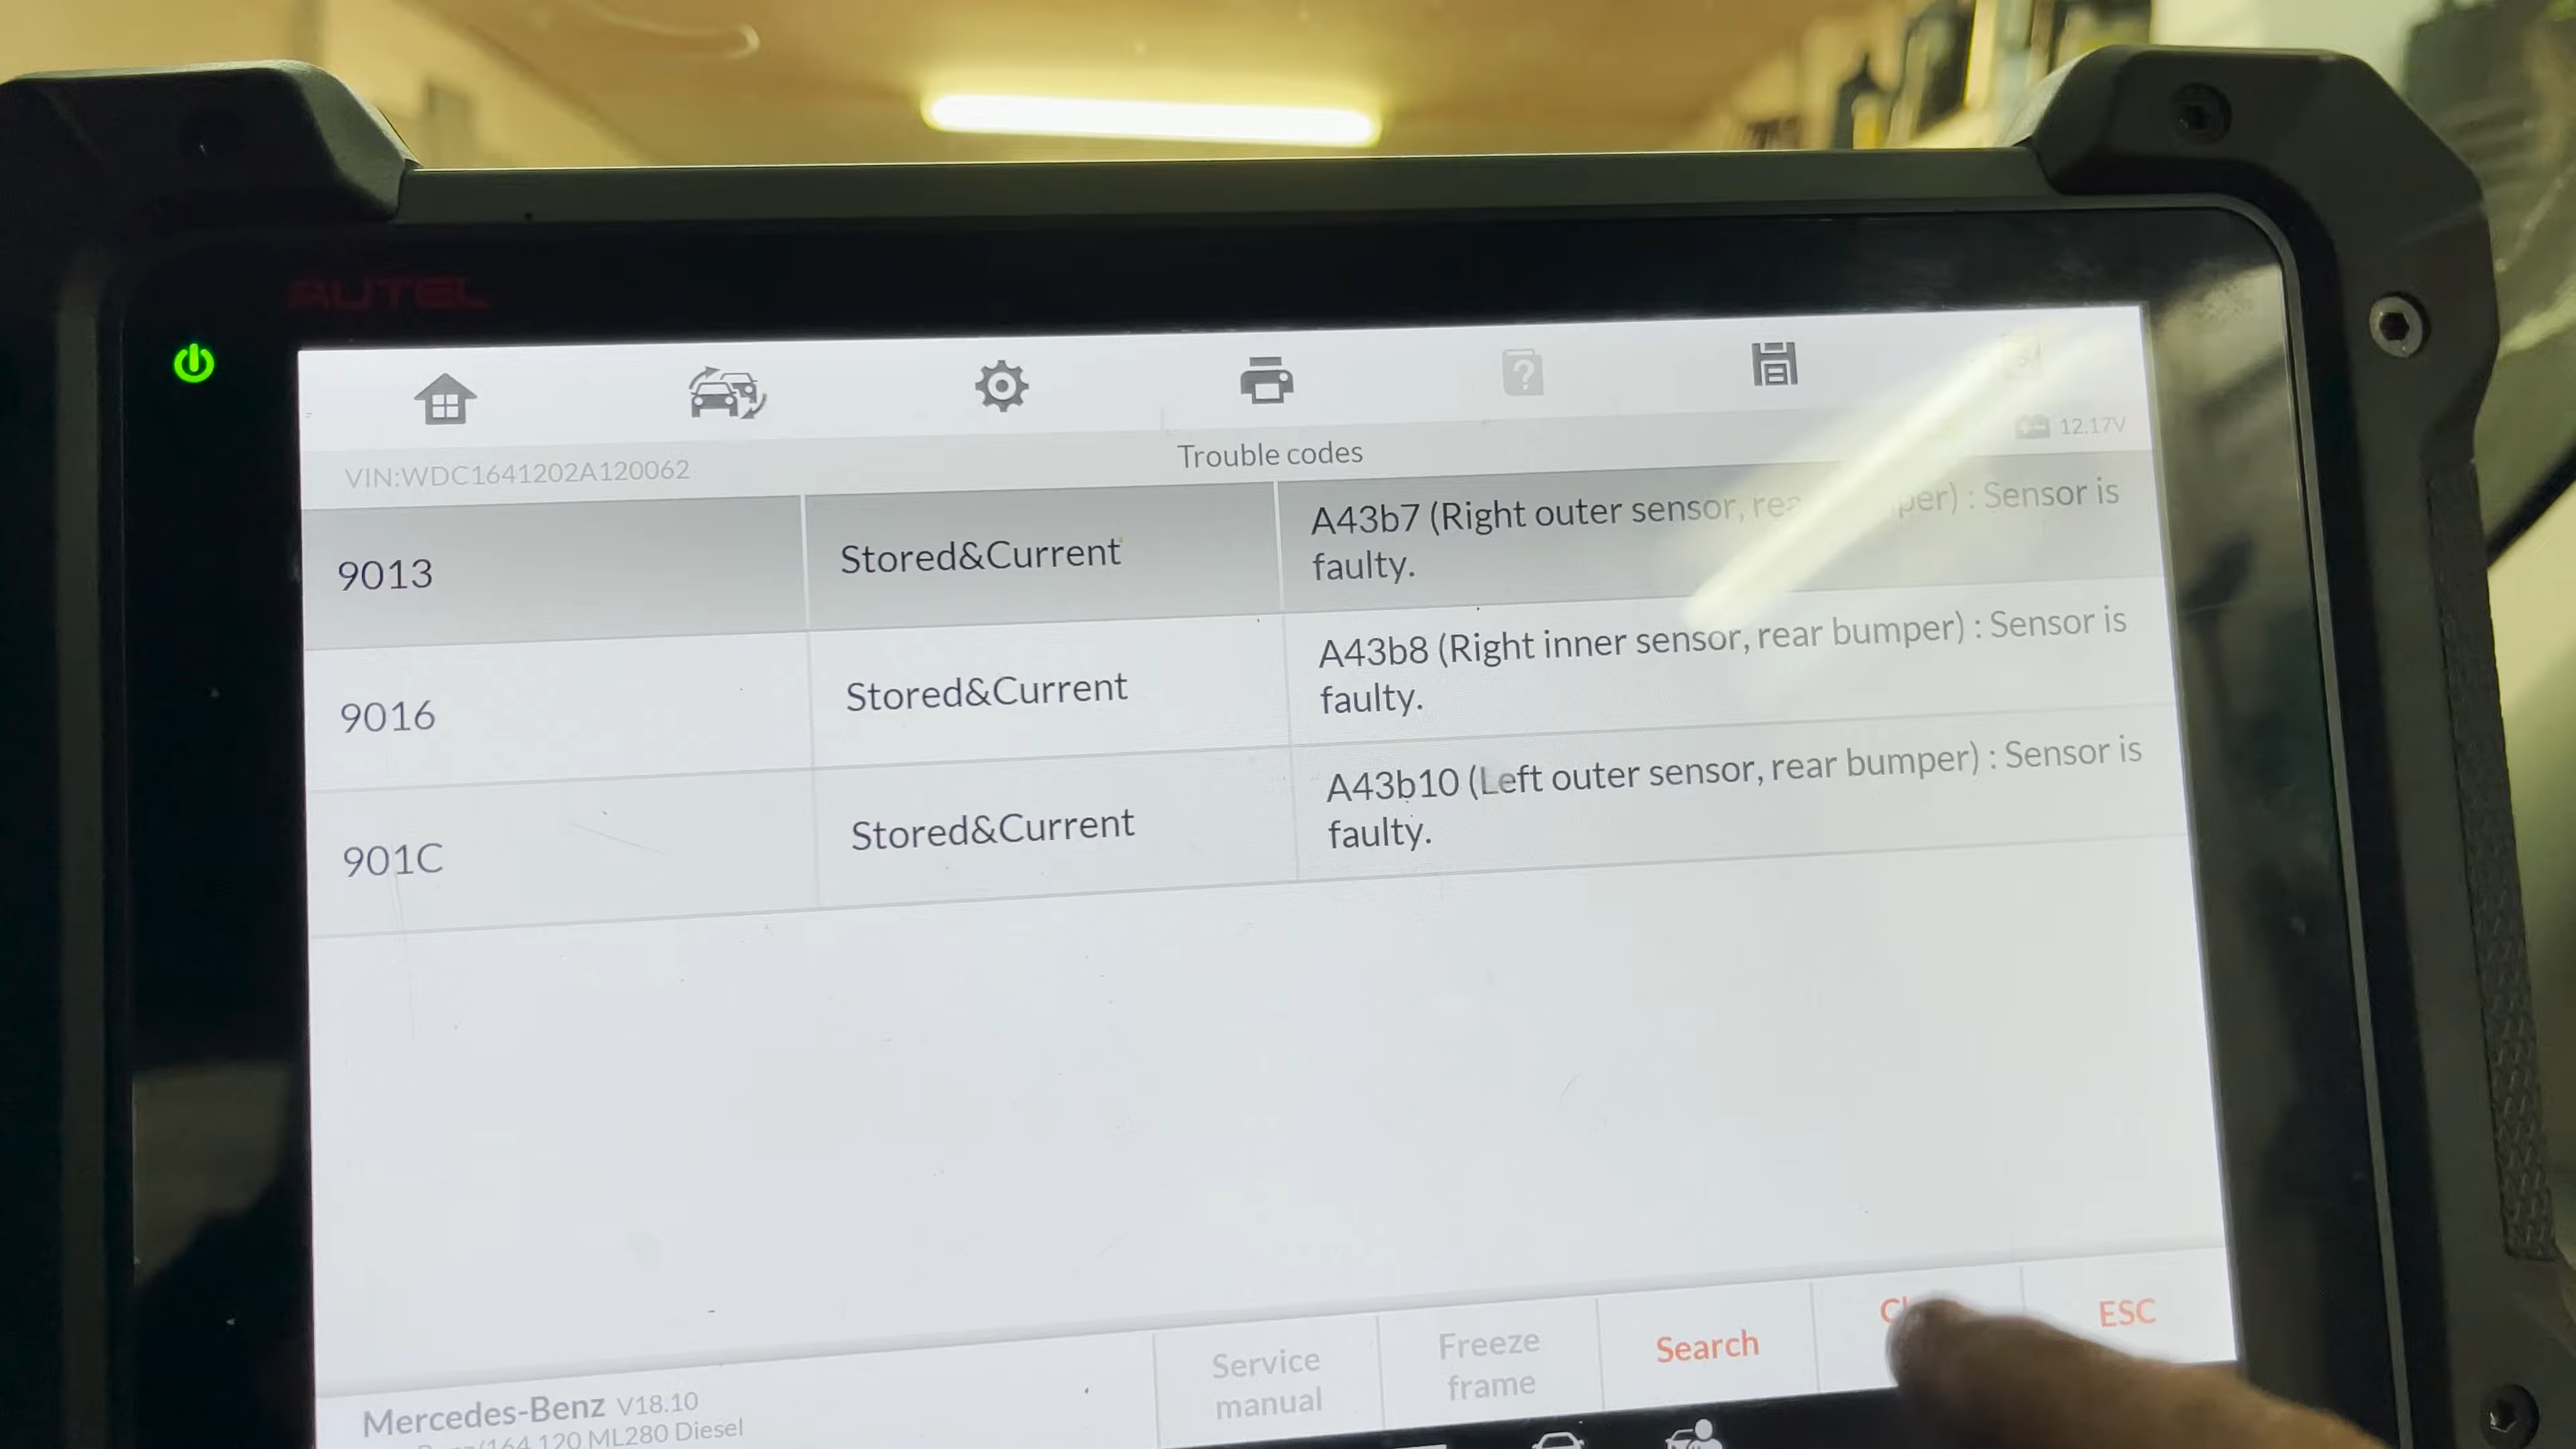 AUTEL
12.17V
VIN:WDC1641202A120062
Trouble codes
9013
Stored&Current
A43b7 (Right outer sensor, : Sensor is
faulty.
9016
Stored&Current
A43b8 (Right inner sensor, rear bumper) : Sensor is
faulty.
901C
Stored&Current
A43b10 (Left outer sensor, rear bumper) : Sensor is
faulty.
Service
manual
Freeze
frame
Search
ESC
Mercedes-Benz V18.10
164.120 ML280 Diesel